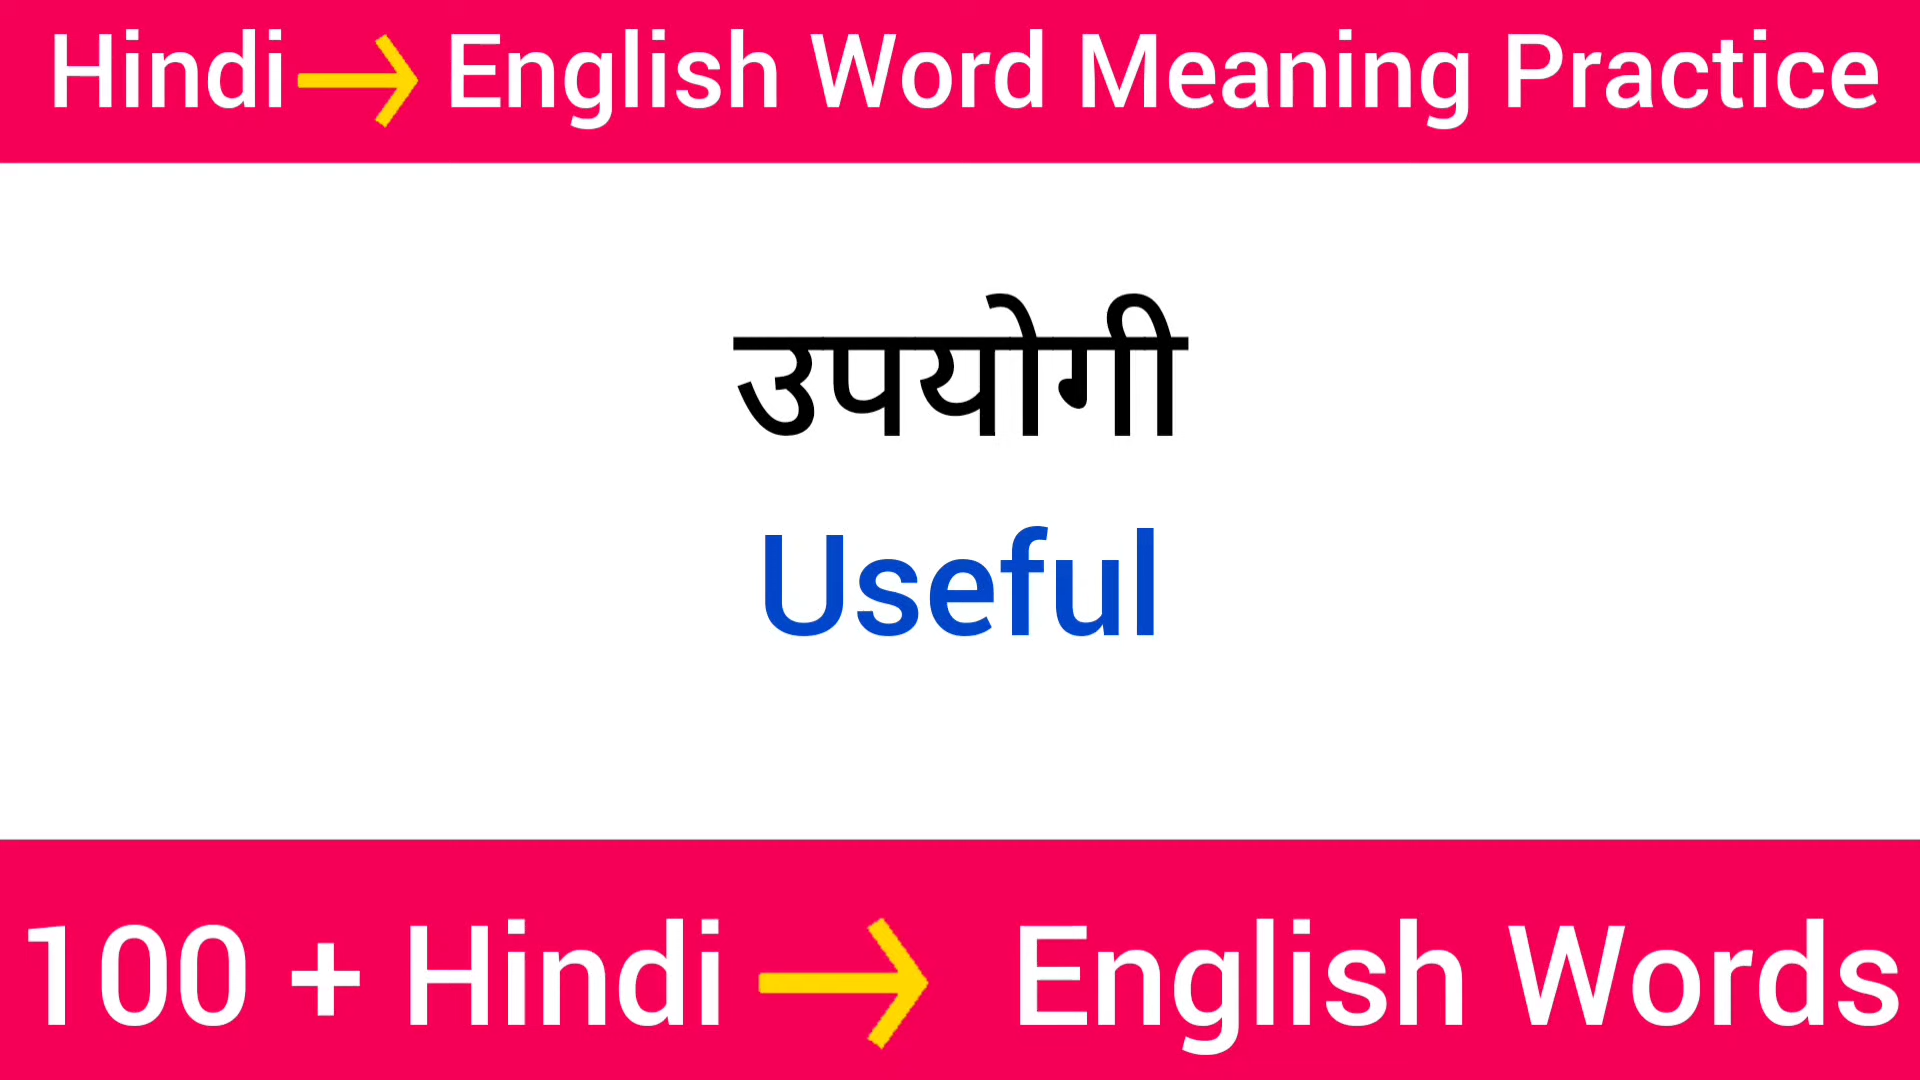 Hindi→ English Word Meaning Practice
उपयोगी
Useful
100 + Hindi → English Words